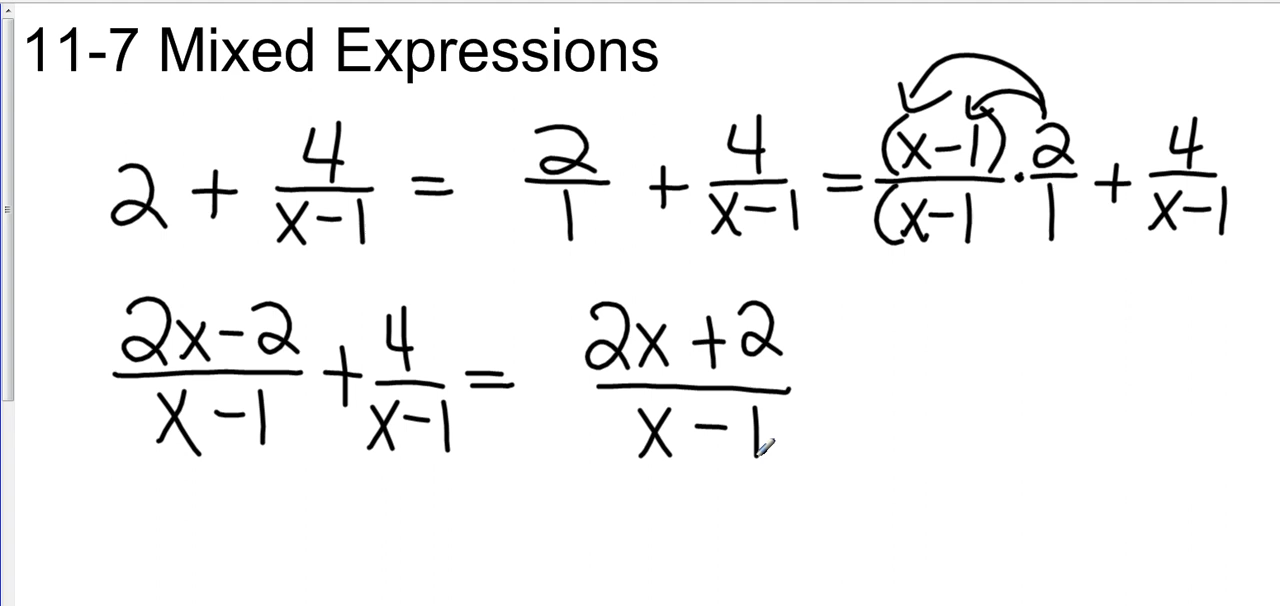 11-7 Mixed Expressions
2 + 4/x-1 = 2/1 + 4/x-1 = (x-1)/(x-1 · 2/1 + 4/x-1
2x-2/x-1 + 4/x-1 = 2x+2/x-1